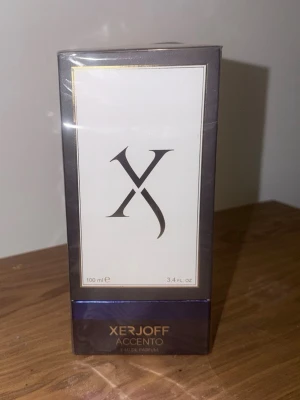 X
100 ml ℮ 3.4 fl. oz
XERJOFF
ACCENTO
EAU DE PARFUM